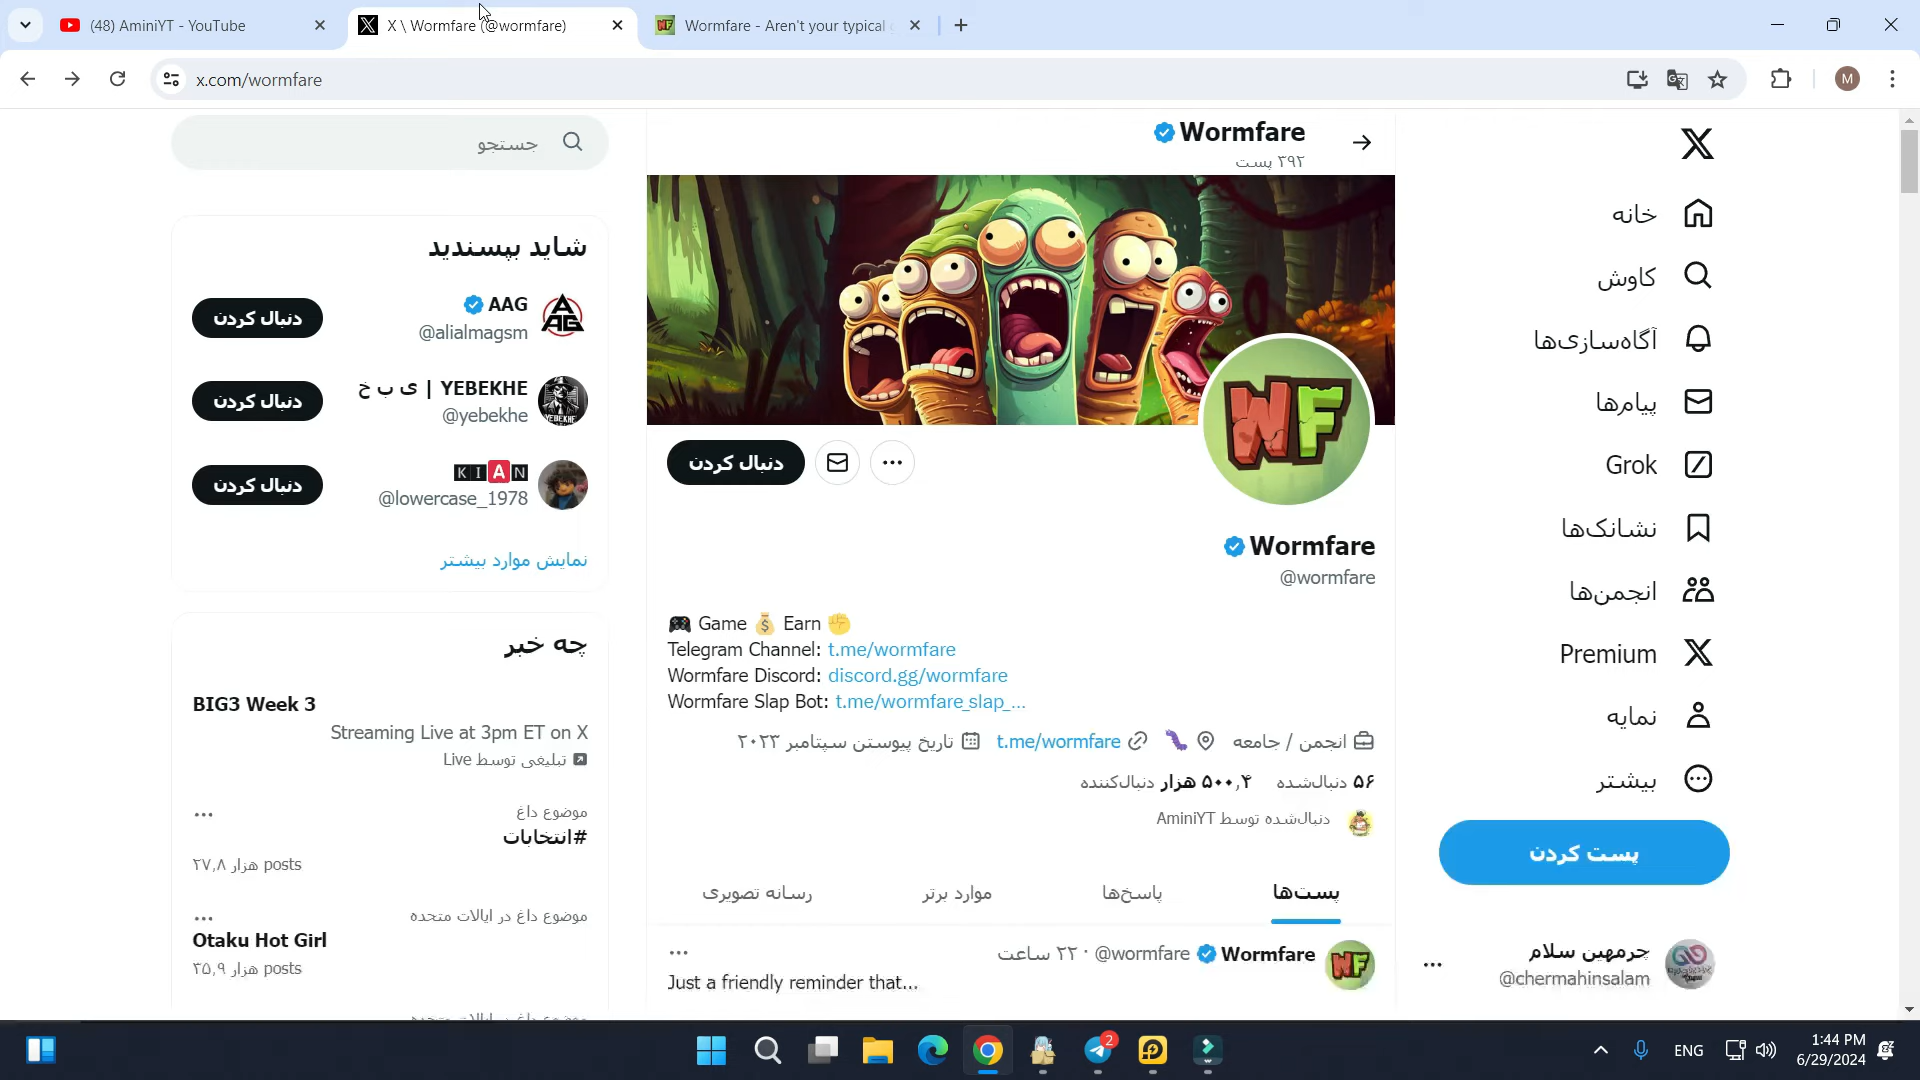 (48) AminiYT - YouTube
X \ Wormfare (@wormfare)
Wormfare - Aren't your typical
x.com/wormfare
M
جستجو
شاید بپسندید
AAG
@alialmagsm
دنبال کردن
YEBEKHE | ی ب خ
@yebekhe
دنبال کردن
KIAN
@lowercase_1978
دنبال کردن
نمایش موارد بیشتر
چه خبر
BIG3 Week 3
Streaming Live at 3pm ET on X
تبلیغی توسط Live
موضوع داغ
#انتخابات
۲۷,۸ هزار posts
موضوع داغ در ایالات متحده
Otaku Hot Girl
۲۵,۹ هزار posts
Wormfare
۳۹۲ پست
WF
دنبال کردن
Wormfare
@wormfare
🎮 Game 💰 Earn ✊
Telegram Channel: t.me/wormfare
Wormfare Discord: discord.gg/wormfare
Wormfare Slap Bot: t.me/wormfare_slap_...
انجمن / جامعه 🐛 t.me/wormfare تاریخ پیوستن سپتامبر ۲۰۲۳
۵۶ دنبال‌شده ۵۰۰,۴ هزار دنبال‌کننده
دنبال‌شده توسط AminiYT
پست‌ها
پاسخ‌ها
موارد برتر
رسانه تصویری
Wormfare @wormfare · ۲۲ ساعت
Just a friendly reminder that...
WF
X
خانه
کاوش
آگاه‌سازی‌ها
پیام‌ها
Grok
نشانک‌ها
انجمن‌ها
Premium
نمایه
بیشتر
پست کردن
چرمهین سلام
@chermahinsalam
2
ENG
1:44 PM
6/29/2024